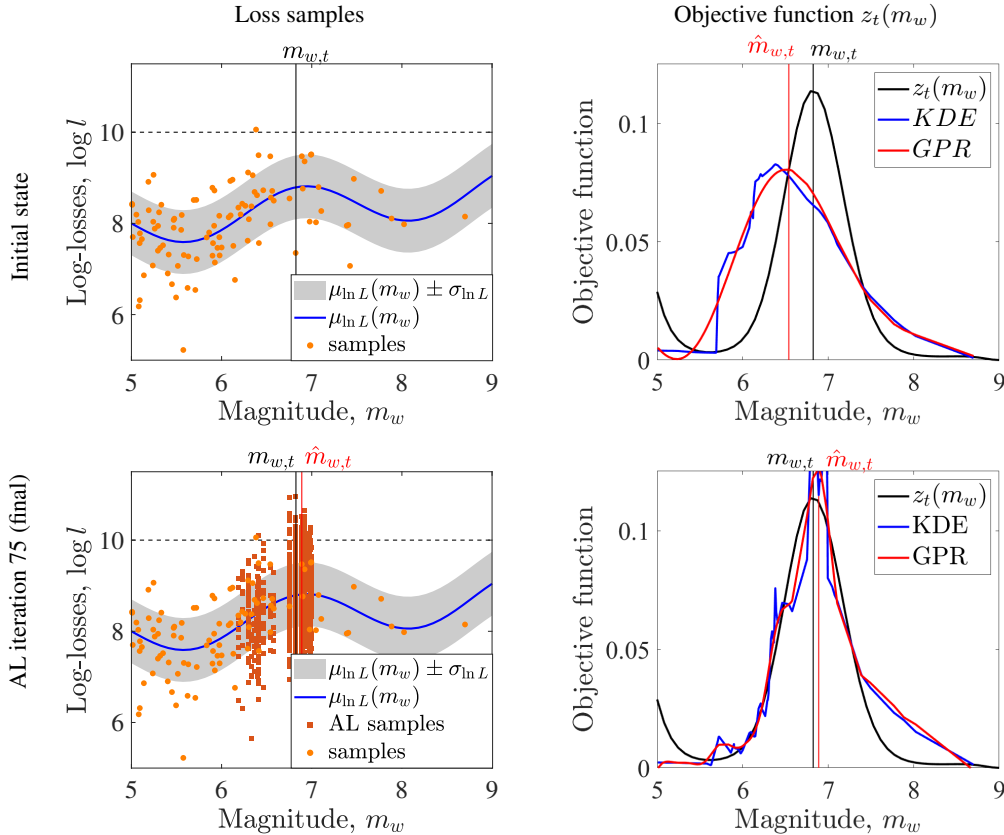 Loss samples
Objective function z_t(m_w)
Initial state
m_{w,t}
Log-losses, log l
10
8
6
5 6 7 8 9
Magnitude, m_w
μ_{ln L}(m_w) ± σ_{ln L}
μ_{ln L}(m_w)
samples
m̂_{w,t} m_{w,t}
Objective function
0.1
0.05
0
5 6 7 8 9
Magnitude, m_w
z_t(m_w)
KDE
GPR
AL iteration 75 (final)
m_{w,t} m̂_{w,t}
Log-losses, log l
10
8
6
5 6 7 8 9
Magnitude, m_w
μ_{ln L}(m_w) ± σ_{ln L}
μ_{ln L}(m_w)
AL samples
samples
m_{w,t} m̂_{w,t}
Objective function
0.1
0.05
0
5 6 7 8 9
Magnitude, m_w
z_t(m_w)
KDE
GPR